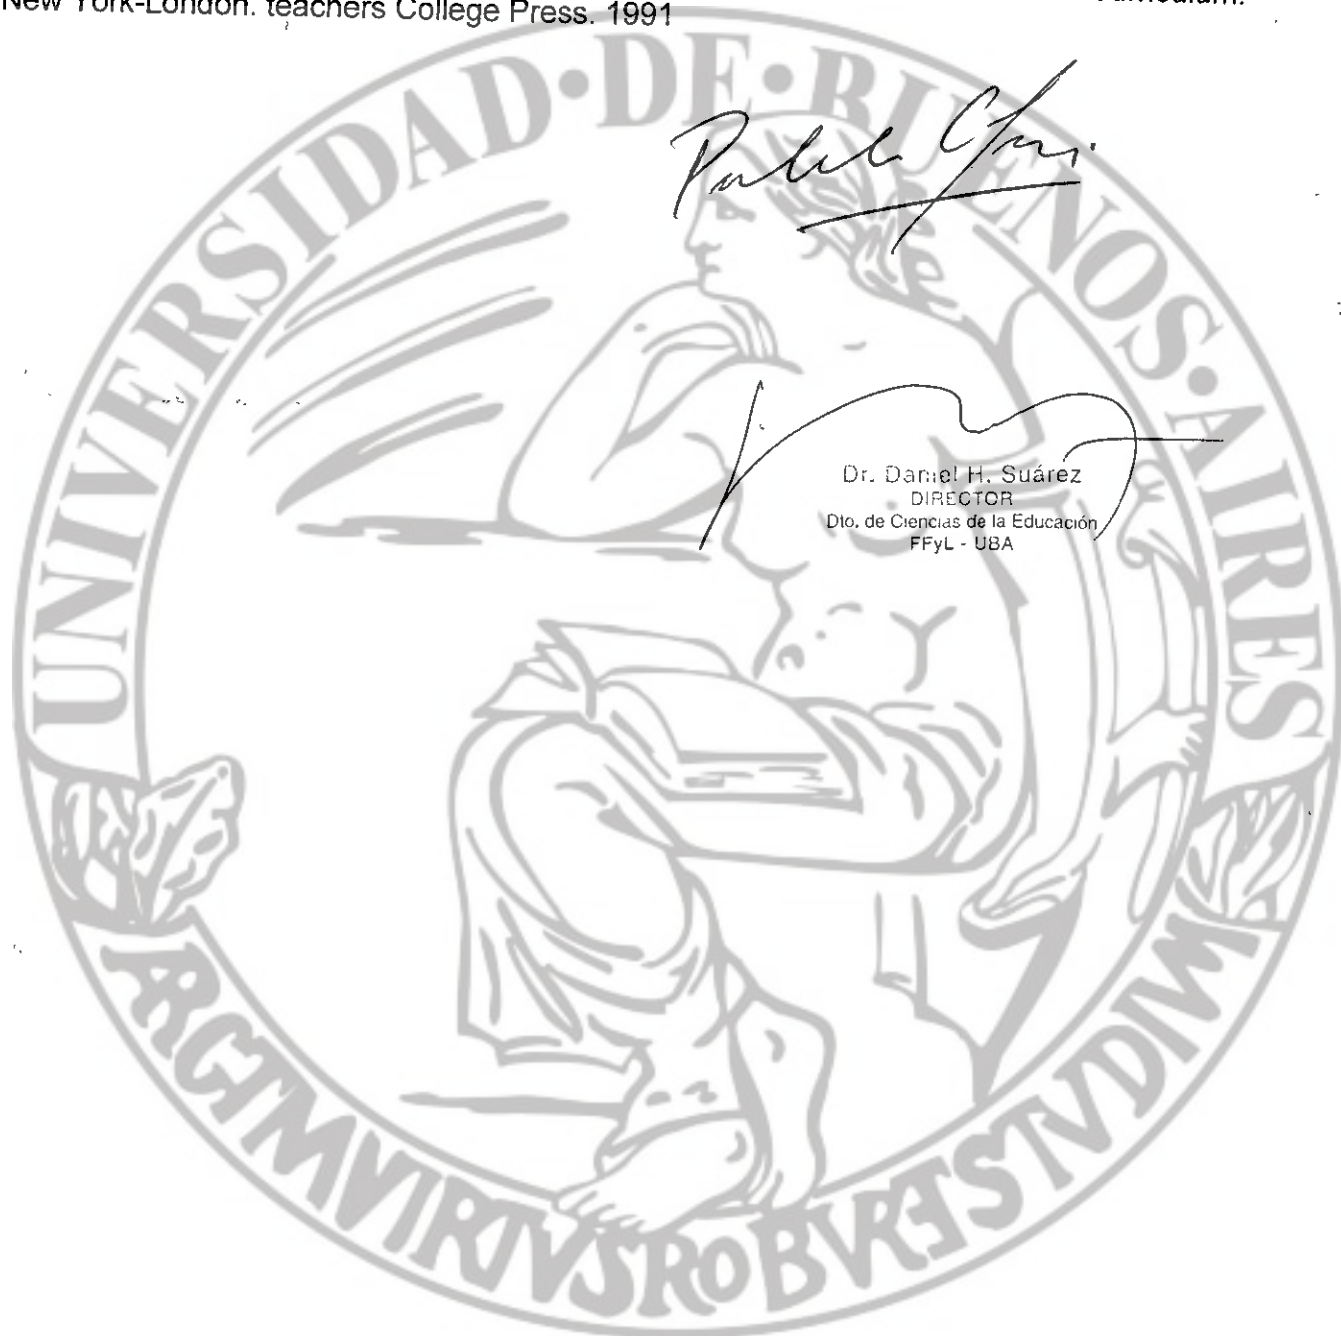 New York-London. teachers College Press. 1991
UNIVERSIDAD·DE·BUENOS·AIRES
Dr. Daniel H. Suárez
DIRECTOR
Dto. de Ciencias de la Educación
FFyL - UBA
ARGTMVIRTVSROBVRETSTVDIVM